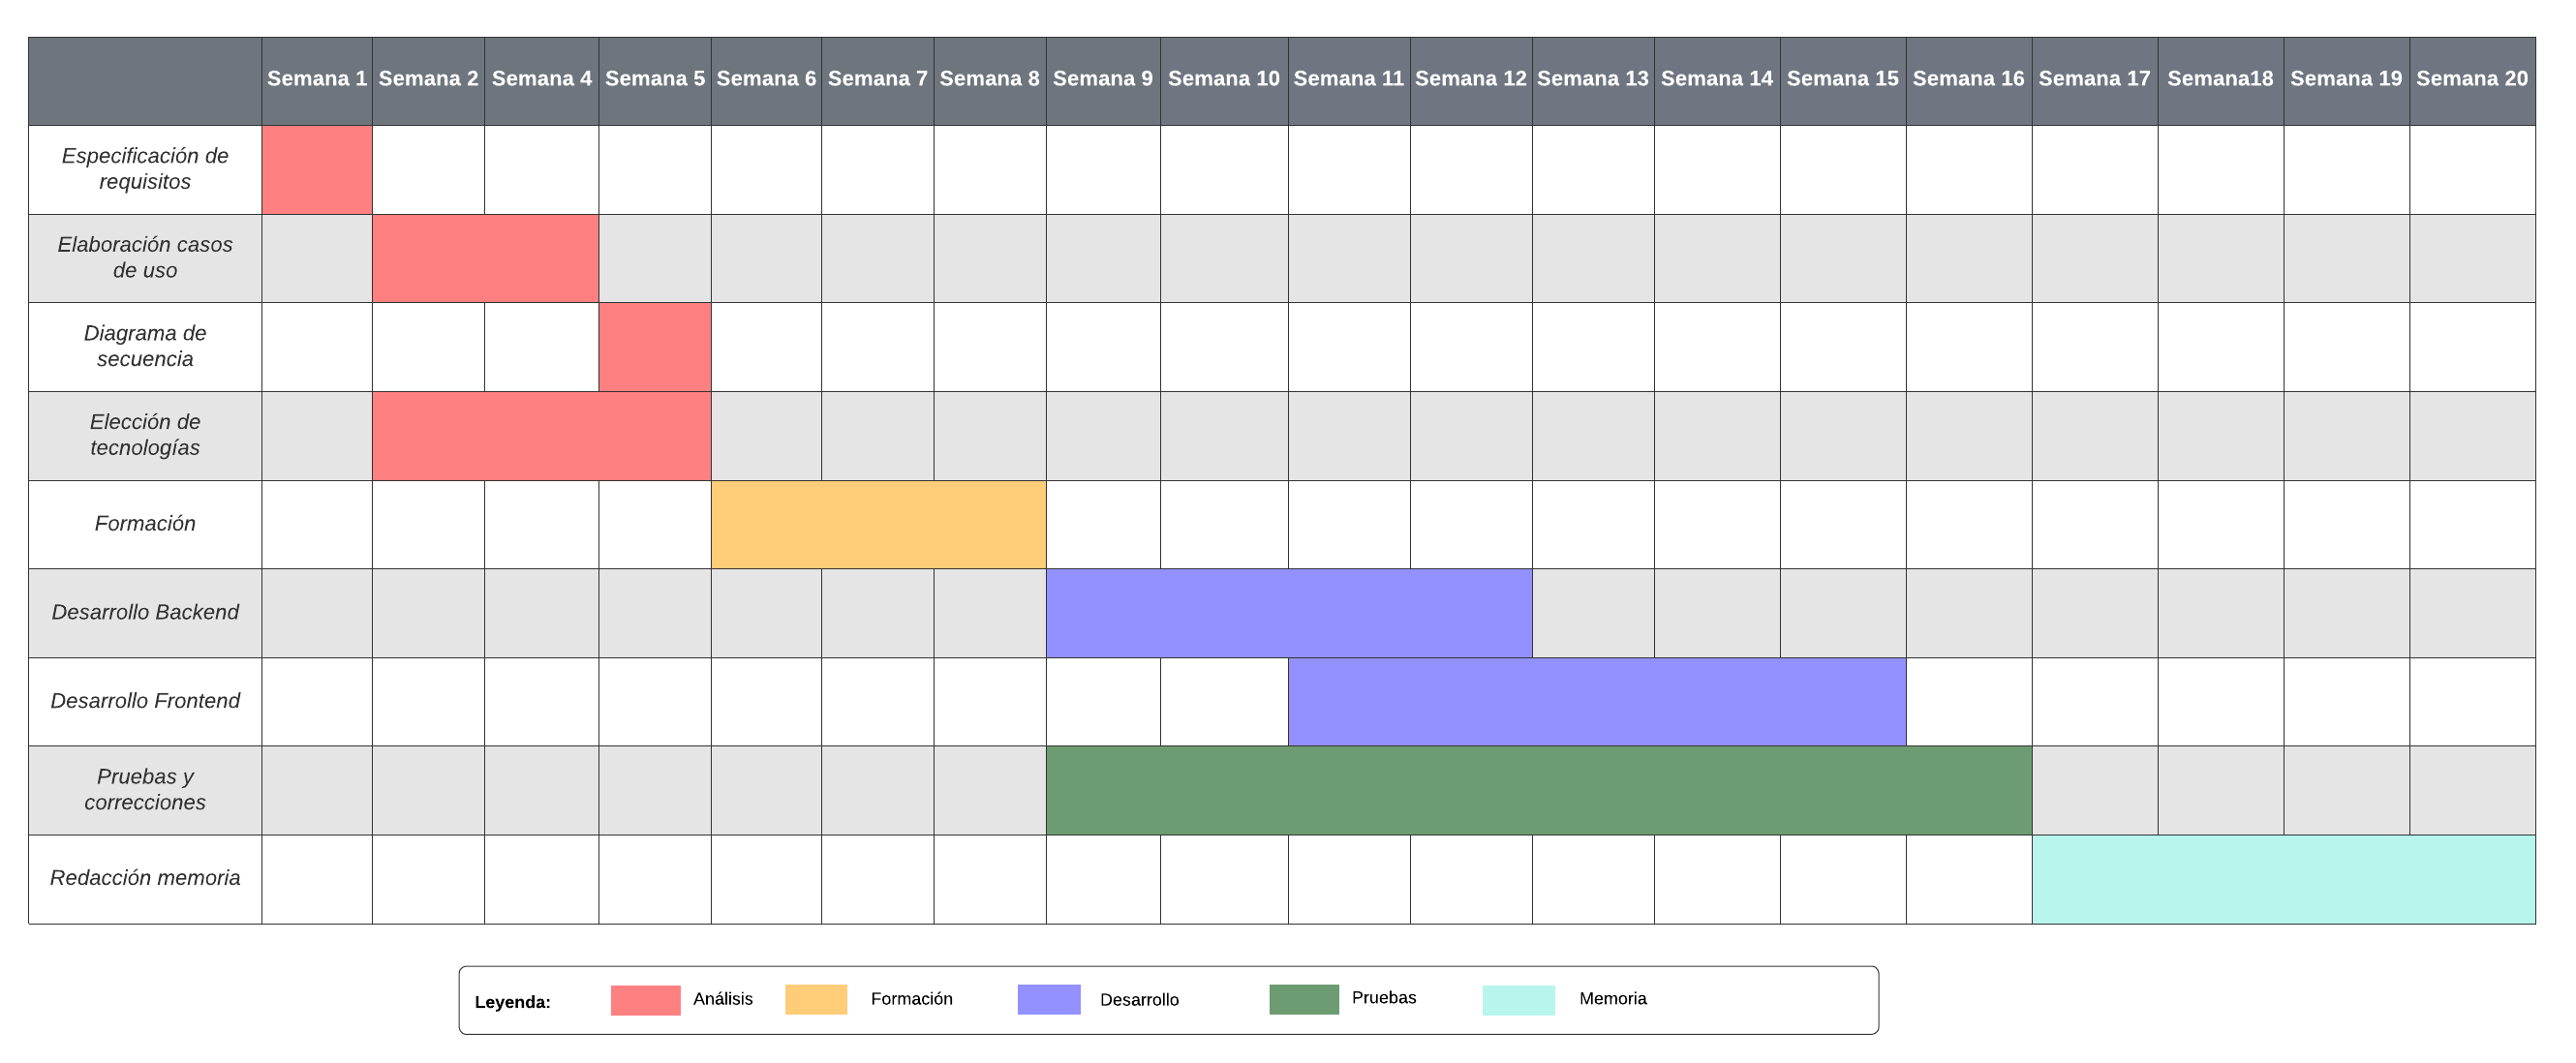 Semana 1 Semana 2 Semana 4 Semana 5 Semana 6 Semana 7 Semana 8 Semana 9 Semana 10 Semana 11 Semana 12 Semana 13 Semana 14 Semana 15 Semana 16 Semana 17 Semana18 Semana 19 Semana 20
Especificación de
requisitos
Elaboración casos
de uso
Diagrama de
secuencia
Elección de
tecnologías
Formación
Desarrollo Backend
Desarrollo Frontend
Pruebas y
correcciones
Redacción memoria
Leyenda: Análisis Formación Desarrollo Pruebas Memoria